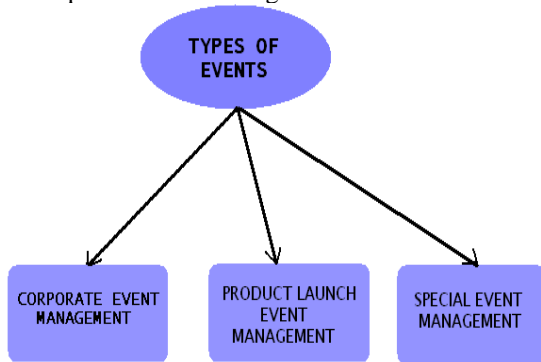 TYPES OF
EVENTS
CORPORATE EVENT
MANAGEMENT
PRODUCT LAUNCH
EVENT
MANAGEMENT
SPECIAL EVENT
MANAGEMENT